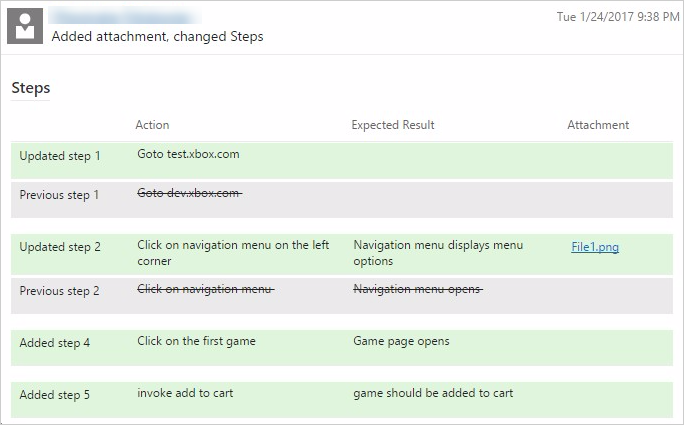 Tue 1/24/2017 9:38 PM
Added attachment, changed Steps
Steps
Action Expected Result Attachment
Updated step 1 Goto test.xbox.com
Previous step 1 Goto dev.xbox.com
Updated step 2 Click on navigation menu on the left Navigation menu displays menu File1.png
corner options
Previous step 2 Click on navigation menu Navigation menu opens
Added step 4 Click on the first game Game page opens
Added step 5 invoke add to cart game should be added to cart